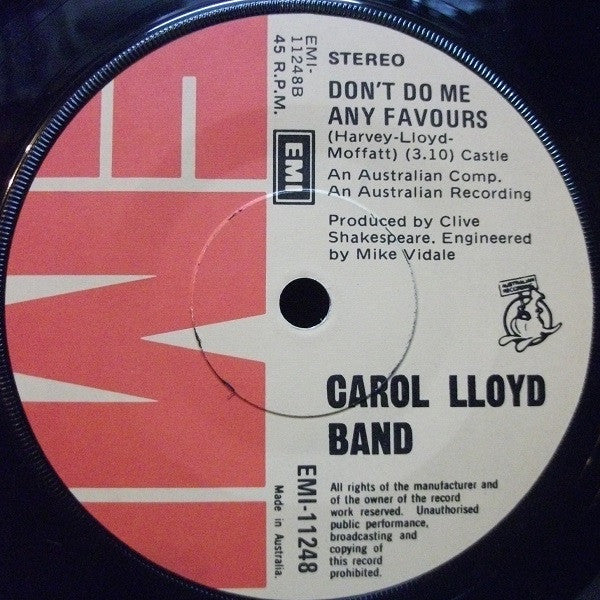 STEREO
EMI-
11248B
45 R.P.M.
DON'T DO ME
ANY FAVOURS
(Harvey-Lloyd-
Moffatt) (3.10) Castle
An Australian Comp.
An Australian Recording
EMI
Produced by Clive
Shakespeare. Engineered
by Mike Vidale
AUSTRALIAN
RECORDING
CAROL LLOYD
BAND
EMI-11248
Made in Australia.
All rights of the manufacturer and
of the owner of the record
work reserved. Unauthorised
public performance,
broadcasting and
copying of
this record
prohibited.